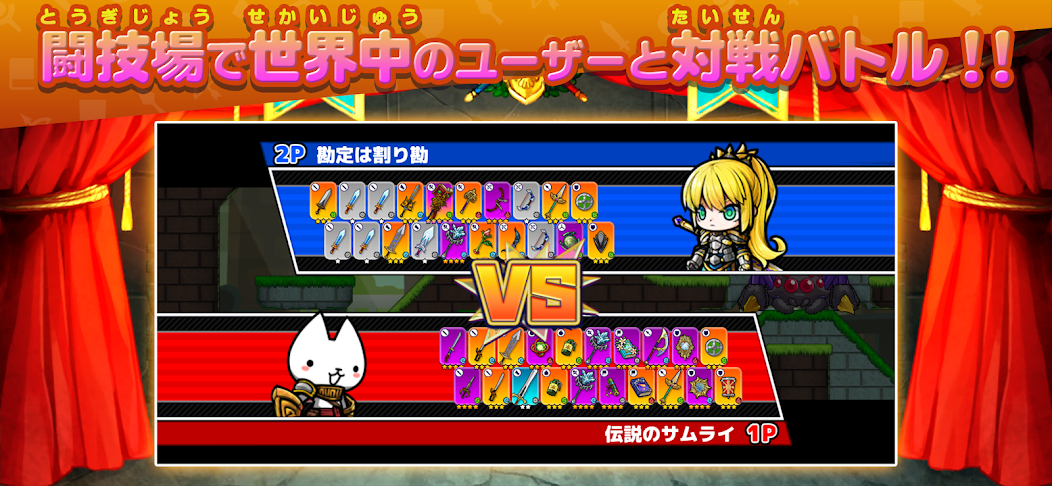 とうぎじょう せかいじゅう たいせん
闘技場で世界中のユーザーと対戦バトル!!
2P 勘定は割り勘
VS
伝説のサムライ 1P